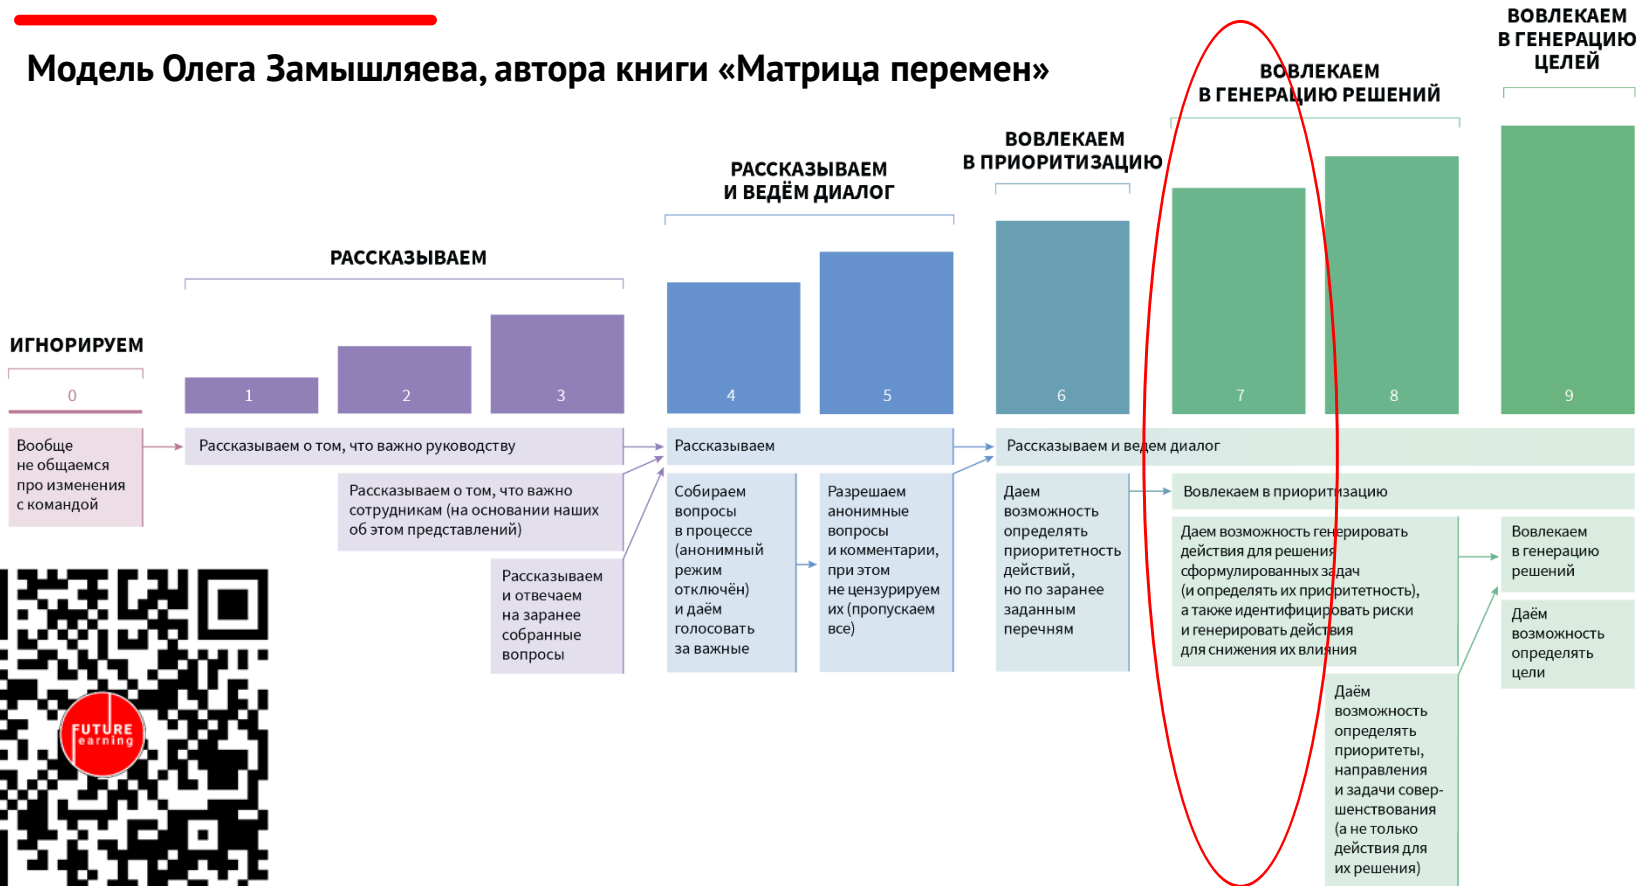 Модель Олега Замышляева, автора книги «Матрица перемен»
ИГНОРИРУЕМ
0
Вообще
не общаемся
про изменения
с командой
РАССКАЗЫВАЕМ
1
2
3
Рассказываем о том, что важно руководству
Рассказываем о том, что важно
сотрудникам (на основании наших
об этом представлений)
Рассказываем
и отвечаем
на заранее
собранные
вопросы
РАССКАЗЫВАЕМ
И ВЕДЁМ ДИАЛОГ
4
5
Рассказываем
Собираем
вопросы
в процессе
(анонимный
режим
отключён)
и даём
голосовать
за важные
Разрешаем
анонимные
вопросы
и комментарии,
при этом
не цензурируем
их (пропускаем
все)
ВОВЛЕКАЕМ
В ПРИОРИТИЗАЦИЮ
6
Рассказываем и ведем диалог
Даем
возможность
определять
приоритетность
действий,
но по заранее
заданным
перечням
ВОВЛЕКАЕМ
В ГЕНЕРАЦИЮ РЕШЕНИЙ
7
8
Вовлекаем в приоритизацию
Даем возможность генерировать
действия для решения
сформулированных задач
(и определять их приоритетность),
а также идентифицировать риски
и генерировать действия
для снижения их влияния
Даём
возможность
определять
приоритеты,
направления
и задачи совер-
шенствования
(а не только
действия для
их решения)
ВОВЛЕКАЕМ
В ГЕНЕРАЦИЮ
ЦЕЛЕЙ
9
Вовлекаем
в генерацию
решений
Даём
возможность
определять
цели
FUTURE
learning